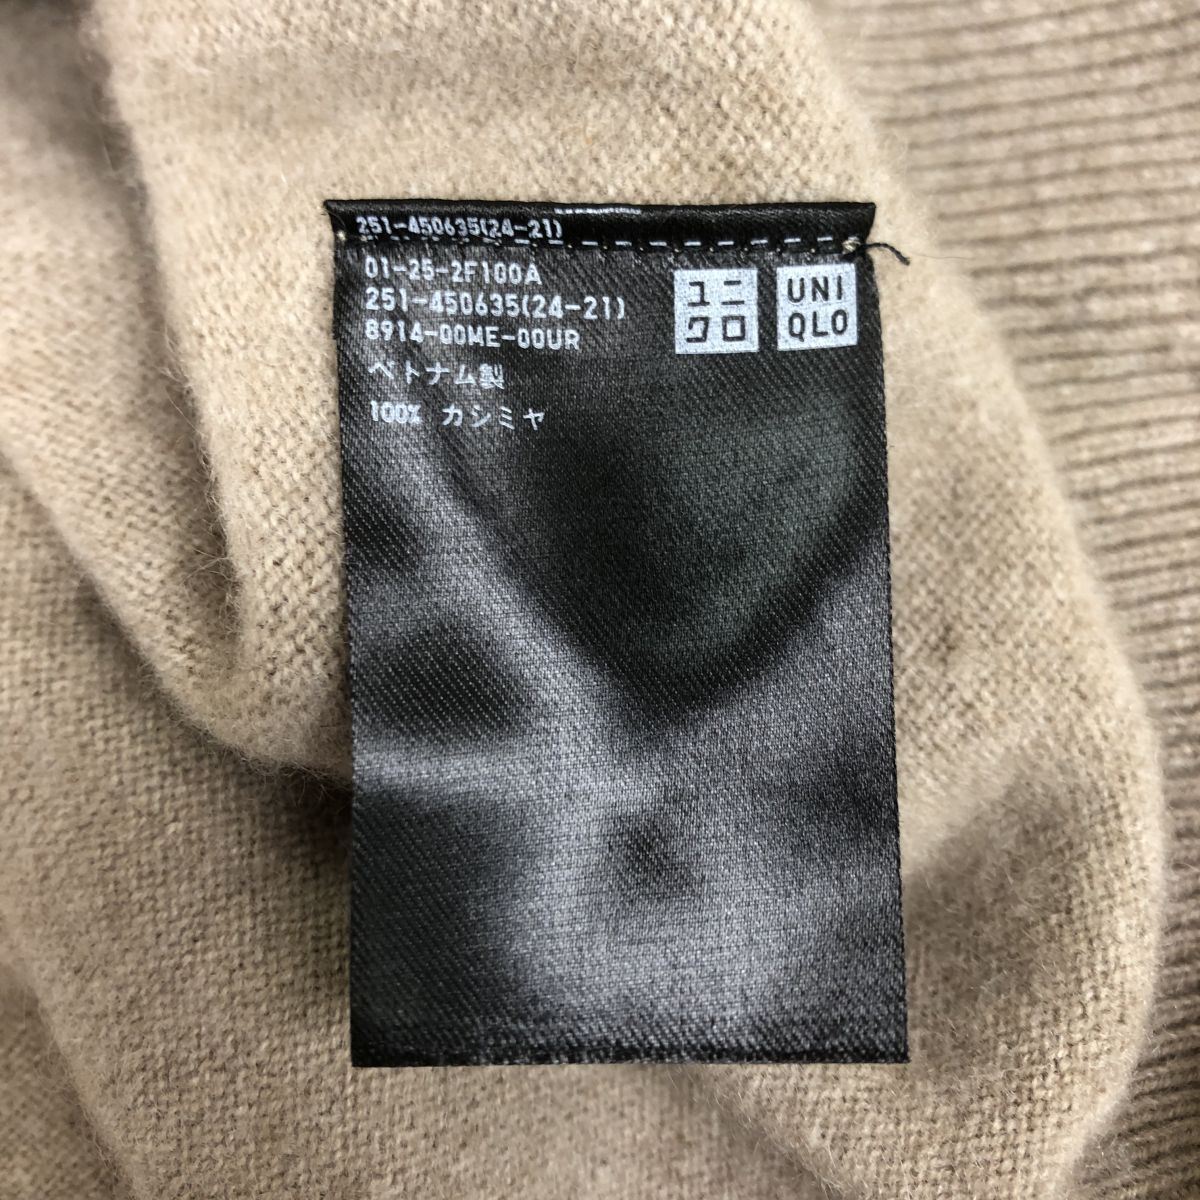 251-450635(24-21)
01-25-2F100A
251-450635(24-21)
8914-00ME-00UR
ベトナム製
100% カシミヤ
ユニ
クロ
UNI
QLO